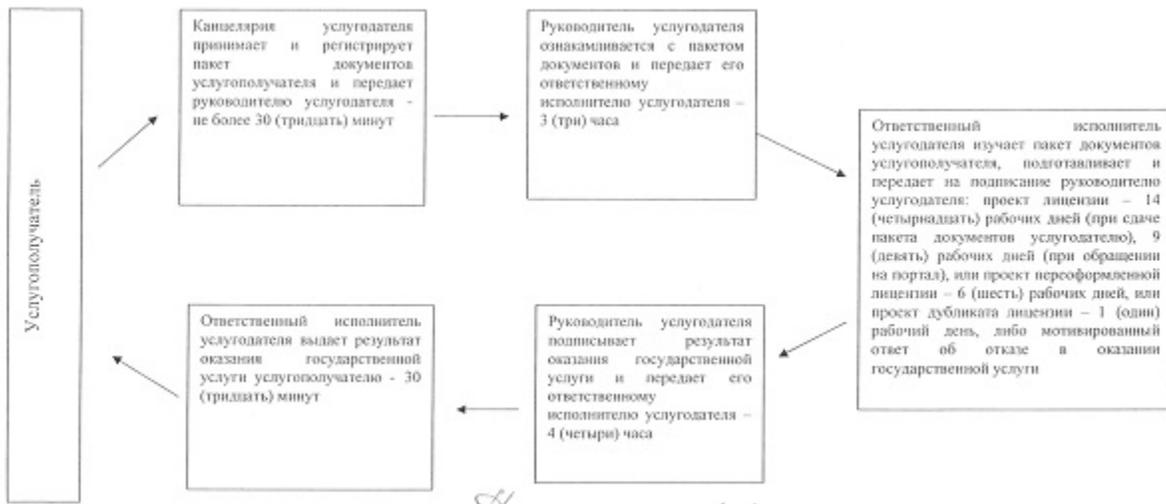 Услугополучатель
Канцелярия услугодателя
принимает и регистрирует
пакет документов
услугополучателя и передает
руководителю услугодателя -
не более 30 (тридцать) минут
Руководитель услугодателя
ознакамливается с пакетом
документов и передает его
ответственному
исполнителю услугодателя –
3 (три) часа
Ответственный исполнитель
услугодателя изучает пакет документов
услугополучателя, подготавливает и
передает на подписание руководителю
услугодателя: проект лицензии – 14
(четырнадцать) рабочих дней (при сдаче
пакета документов услугодателю), 9
(девять) рабочих дней (при обращении
на портал), или проект переоформленной
лицензии – 6 (шесть) рабочих дней, или
проект дубликата лицензии – 1 (один)
рабочий день, либо мотивированный
ответ об отказе в оказании
государственной услуги
Руководитель услугодателя
подписывает результат
оказания государственной
услуги и передает его
ответственному
исполнителю услугодателя –
4 (четыри) часа
Ответственный исполнитель
услугодателя выдает результат
оказания государственной
услуги услугополучателю - 30
(тридцать) минут